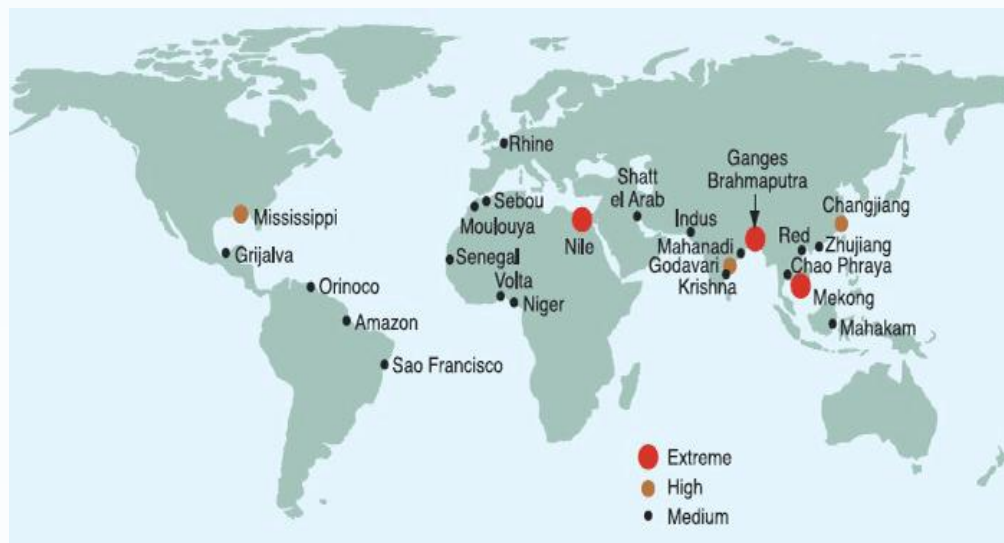 Rhine
Ganges
Brahmaputra
Shatt
el Arab
Sebou
Changjiang
Mississippi
Moulouya
Indus
Red
Nile
Mahanadi
Zhujiang
Grijalva
Senegal
Godavari
Chao Phraya
Volta
Krishna
Orinoco
Niger
Mekong
Amazon
Mahakam
Sao Francisco
Extreme
High
Medium